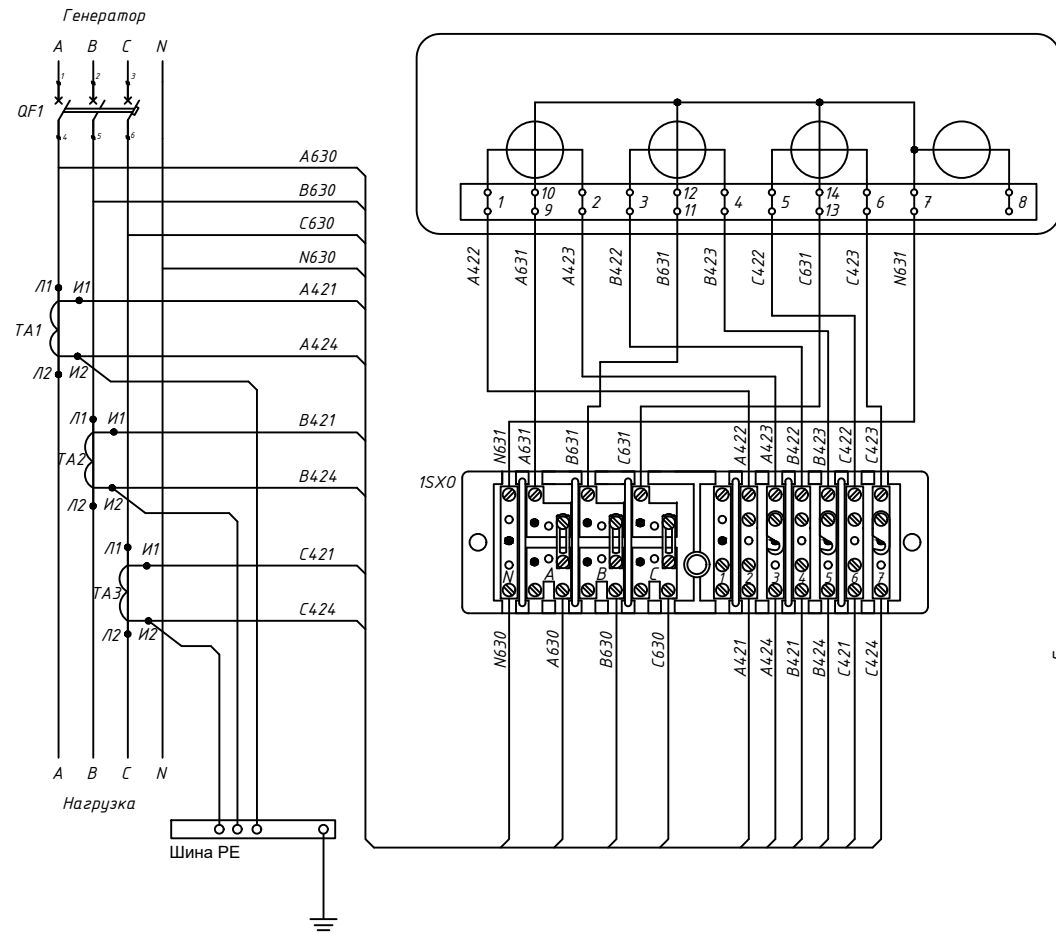 Генератор
A B C N
1 2 3
QF1
4 5 6
A630
B630
C630
N630
Л1 И1 A421
TA1
A424
Л2 И2
Л1 И1 B421
TA2
B424
Л2 И2
Л1 И1 C421
TA3
C424
Л2 И2
A B C N
Нагрузка
Шина PE
1 10 2 3 12 4 5 14 6 7 8
9 11 13
A422 A631 A423 B422 B631 B423 C422 C631 C423 N631
N631 A631 B631 C631 A422 A423 B422 B423 C422 C423
1SX0
N A B C 1 2 3 4 5 6 7
N630 A630 B630 C630 A421 A424 B421 B424 C421 C424